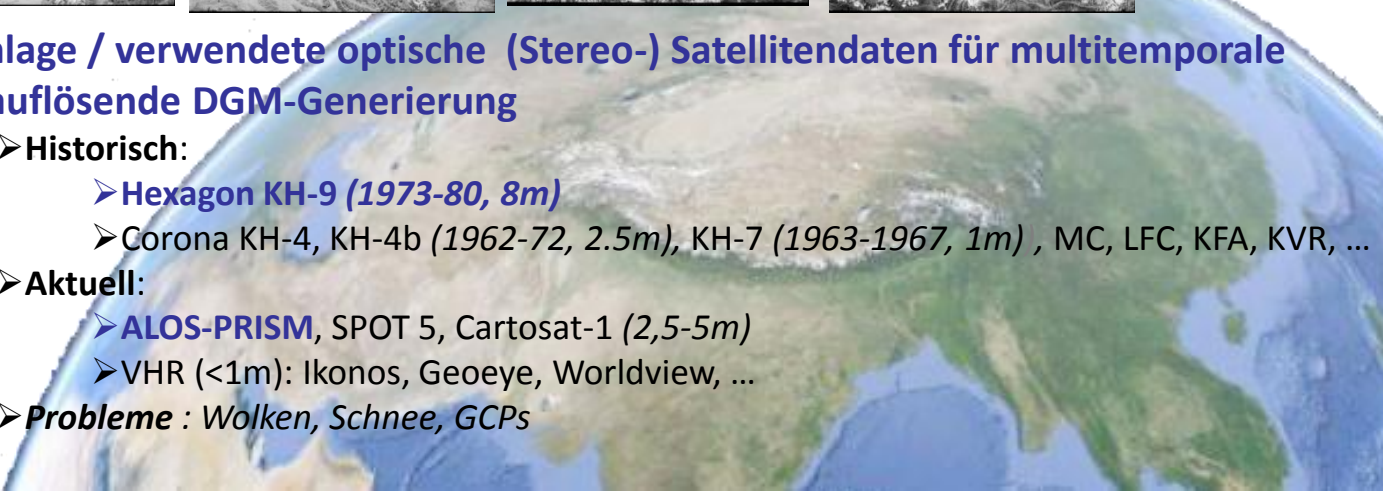 nlage / verwendete optische (Stereo-) Satellitendaten für multitemporale
uflösende DGM-Generierung
➢Historisch:
➢Hexagon KH-9 (1973-80, 8m)
➢Corona KH-4, KH-4b (1962-72, 2.5m), KH-7 (1963-1967, 1m) , MC, LFC, KFA, KVR, …
➢Aktuell:
➢ALOS-PRISM, SPOT 5, Cartosat-1 (2,5-5m)
➢VHR (<1m): Ikonos, Geoeye, Worldview, …
➢Probleme : Wolken, Schnee, GCPs